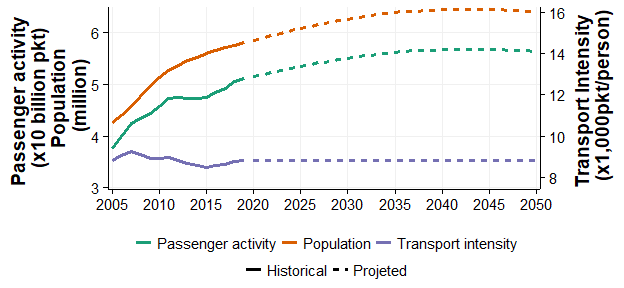 Passenger activity
(x10 billion pkt)
Population
(million)
6
5
4
3
16
14
12
10
8
Transport Intensity
(x1,000pkt/person)
2005 2010 2015 2020 2025 2030 2035 2040 2045 2050
Passenger activity Population Transport intensity
Historical Projeted